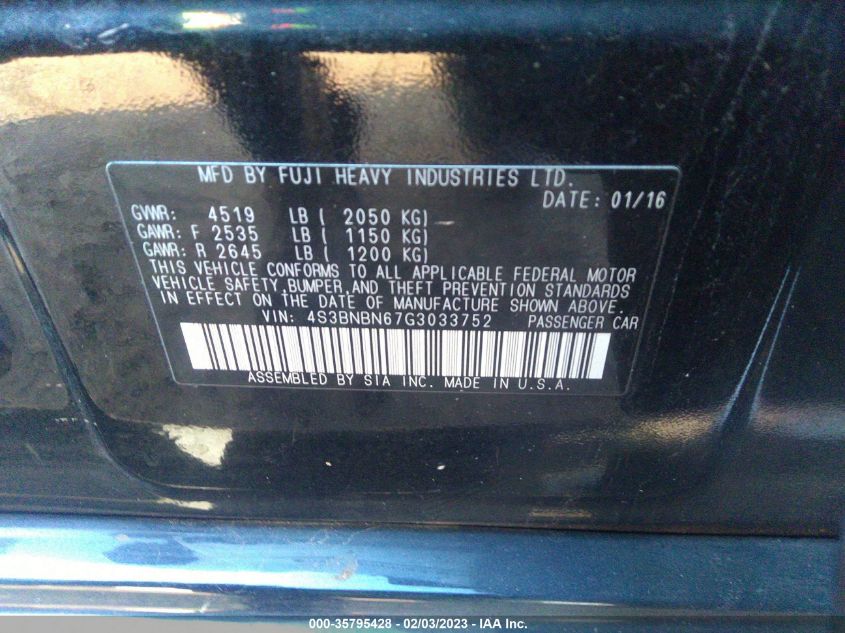 MFD BY FUJI HEAVY INDUSTRIES LTD.
DATE: 01/16
GVWR: 4519 LB ( 2050 KG)
GAWR: F 2535 LB ( 1150 KG)
GAWR: R 2645 LB ( 1200 KG)
THIS VEHICLE CONFORMS TO ALL APPLICABLE FEDERAL MOTOR
VEHICLE SAFETY,BUMPER,AND THEFT PREVENTION STANDARDS
IN EFFECT ON THE DATE OF MANUFACTURE SHOWN ABOVE.
VIN: 4S3BNBN67G3033752 PASSENGER CAR
ASSEMBLED BY SIA INC. MADE IN U.S.A.
000-35795428 - 02/03/2023 - IAA Inc.